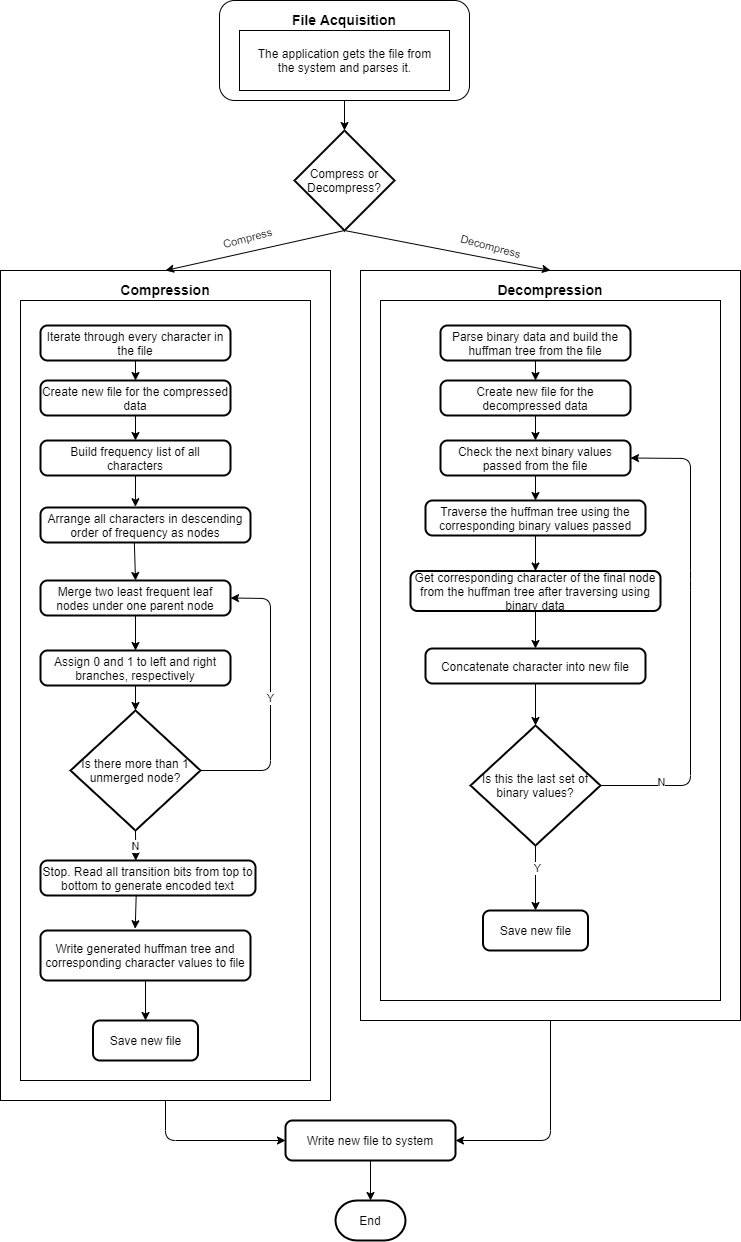 File Acquisition
The application gets the file from
the system and parses it.
Compress or
Decompress?
Compress
Decompress
Compression
Iterate through every character in
the file
Create new file for the compressed
data
Build frequency list of all
characters
Arrange all characters in descending
order of frequency as nodes
Merge two least frequent leaf
nodes under one parent node
Assign 0 and 1 to left and right
branches, respectively
Is there more than 1
unmerged node?
Y
N
Stop. Read all transition bits from top to
bottom to generate encoded text
Write generated huffman tree and
corresponding character values to file
Save new file
Decompression
Parse binary data and build the
huffman tree from the file
Create new file for the
decompressed data
Check the next binary values
passed from the file
Traverse the huffman tree using the
corresponding binary values passed
Get corresponding character of the final node
from the huffman tree after traversing using
binary data
Concatenate character into new file
Is this the last set of
binary values?
N
Y
Save new file
Write new file to system
End